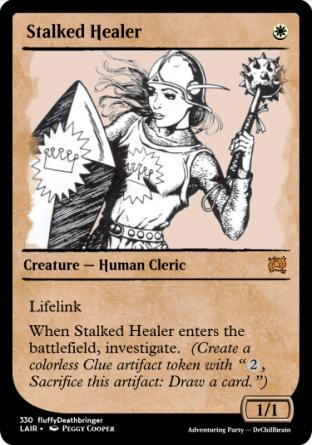 Stalked Healer
Creature — Human Cleric
Lifelink
When Stalked Healer enters the
battlefield, investigate. (Create a
colorless Clue artifact token with “2,
Sacrifice this artifact: Draw a card.”)
1/1
330 fluffyDeathbringer
LAIR • Peggy Cooper
Adventuring Party — DrChillbrain